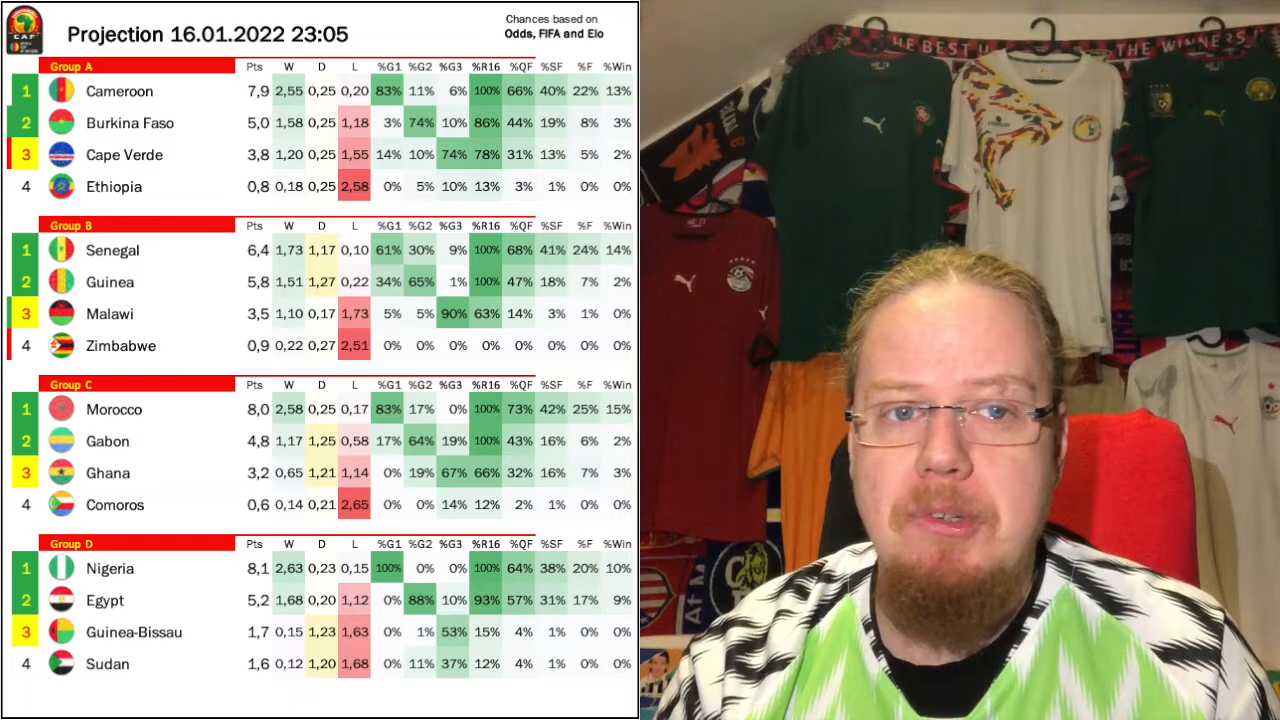 CAF
Projection 16.01.2022 23:05
Chances based on
Odds, FIFA and Elo
Group A Pts W D L %G1 %G2 %G3 %R16 %QF %SF %F %Win
1 Cameroon 7,9 2,55 0,25 0,20 83% 11% 6% 100% 66% 40% 22% 13%
2 Burkina Faso 5,0 1,58 0,25 1,18 3% 74% 10% 86% 44% 19% 8% 3%
3 Cape Verde 3,8 1,20 0,25 1,55 14% 10% 74% 78% 31% 13% 5% 2%
4 Ethiopia 0,8 0,18 0,25 2,58 0% 5% 10% 13% 3% 1% 0% 0%
Group B Pts W D L %G1 %G2 %G3 %R16 %QF %SF %F %Win
1 Senegal 6,4 1,73 1,17 0,10 61% 30% 9% 100% 68% 41% 24% 14%
2 Guinea 5,8 1,51 1,27 0,22 34% 65% 1% 100% 47% 18% 7% 2%
3 Malawi 3,5 1,10 0,17 1,73 5% 5% 90% 63% 14% 3% 1% 0%
4 Zimbabwe 0,9 0,22 0,27 2,51 0% 0% 0% 0% 0% 0% 0% 0%
Group C Pts W D L %G1 %G2 %G3 %R16 %QF %SF %F %Win
1 Morocco 8,0 2,58 0,25 0,17 83% 17% 0% 100% 73% 42% 25% 15%
2 Gabon 4,8 1,17 1,25 0,58 17% 64% 19% 100% 43% 16% 6% 2%
3 Ghana 3,2 0,65 1,21 1,14 0% 19% 67% 66% 32% 16% 7% 3%
4 Comoros 0,6 0,14 0,21 2,65 0% 0% 14% 12% 2% 1% 0% 0%
Group D Pts W D L %G1 %G2 %G3 %R16 %QF %SF %F %Win
1 Nigeria 8,1 2,63 0,23 0,15 100% 0% 0% 100% 64% 38% 20% 10%
2 Egypt 5,2 1,68 0,20 1,12 0% 88% 10% 93% 57% 31% 17% 9%
3 Guinea-Bissau 1,7 0,15 1,23 1,63 0% 1% 53% 15% 4% 1% 0% 0%
4 Sudan 1,6 0,12 1,20 1,68 0% 11% 37% 12% 4% 1% 0% 0%
THE BEST
THE WINNERS
At M